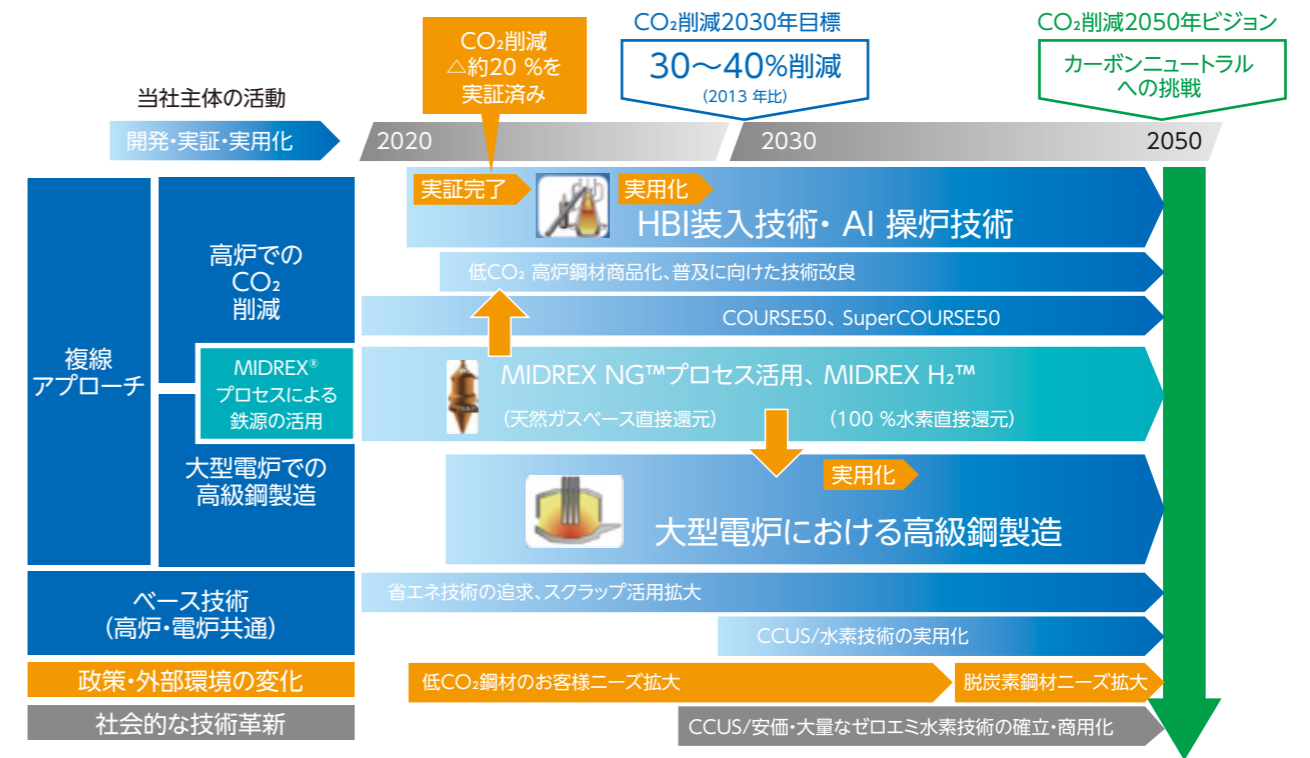 CO₂削減
△約20 %を
実証済み
CO₂削減2030年目標
30〜40%削減
（2013 年比）
CO₂削減2050年ビジョン
カーボンニュートラル
への挑戦
当社主体の活動
開発・実証・実用化
2020
2030
2050
複線
アプローチ
高炉での
CO₂
削減
実証完了
実用化
HBI装入技術・ AI 操炉技術
低CO₂ 高炉鋼材商品化、普及に向けた技術改良
COURSE50、SuperCOURSE50
MIDREX®
プロセスによる
鉄源の活用
MIDREX NG™プロセス活用、MIDREX H₂™
（天然ガスベース直接還元）
（100 %水素直接還元）
大型電炉での
高級鋼製造
実用化
大型電炉における高級鋼製造
ベース技術
（高炉・電炉共通）
省エネ技術の追求、スクラップ活用拡大
CCUS/水素技術の実用化
政策・外部環境の変化
低CO₂鋼材のお客様ニーズ拡大
脱炭素鋼材ニーズ拡大
社会的な技術革新
CCUS/安価・大量なゼロエミ水素技術の確立・商用化